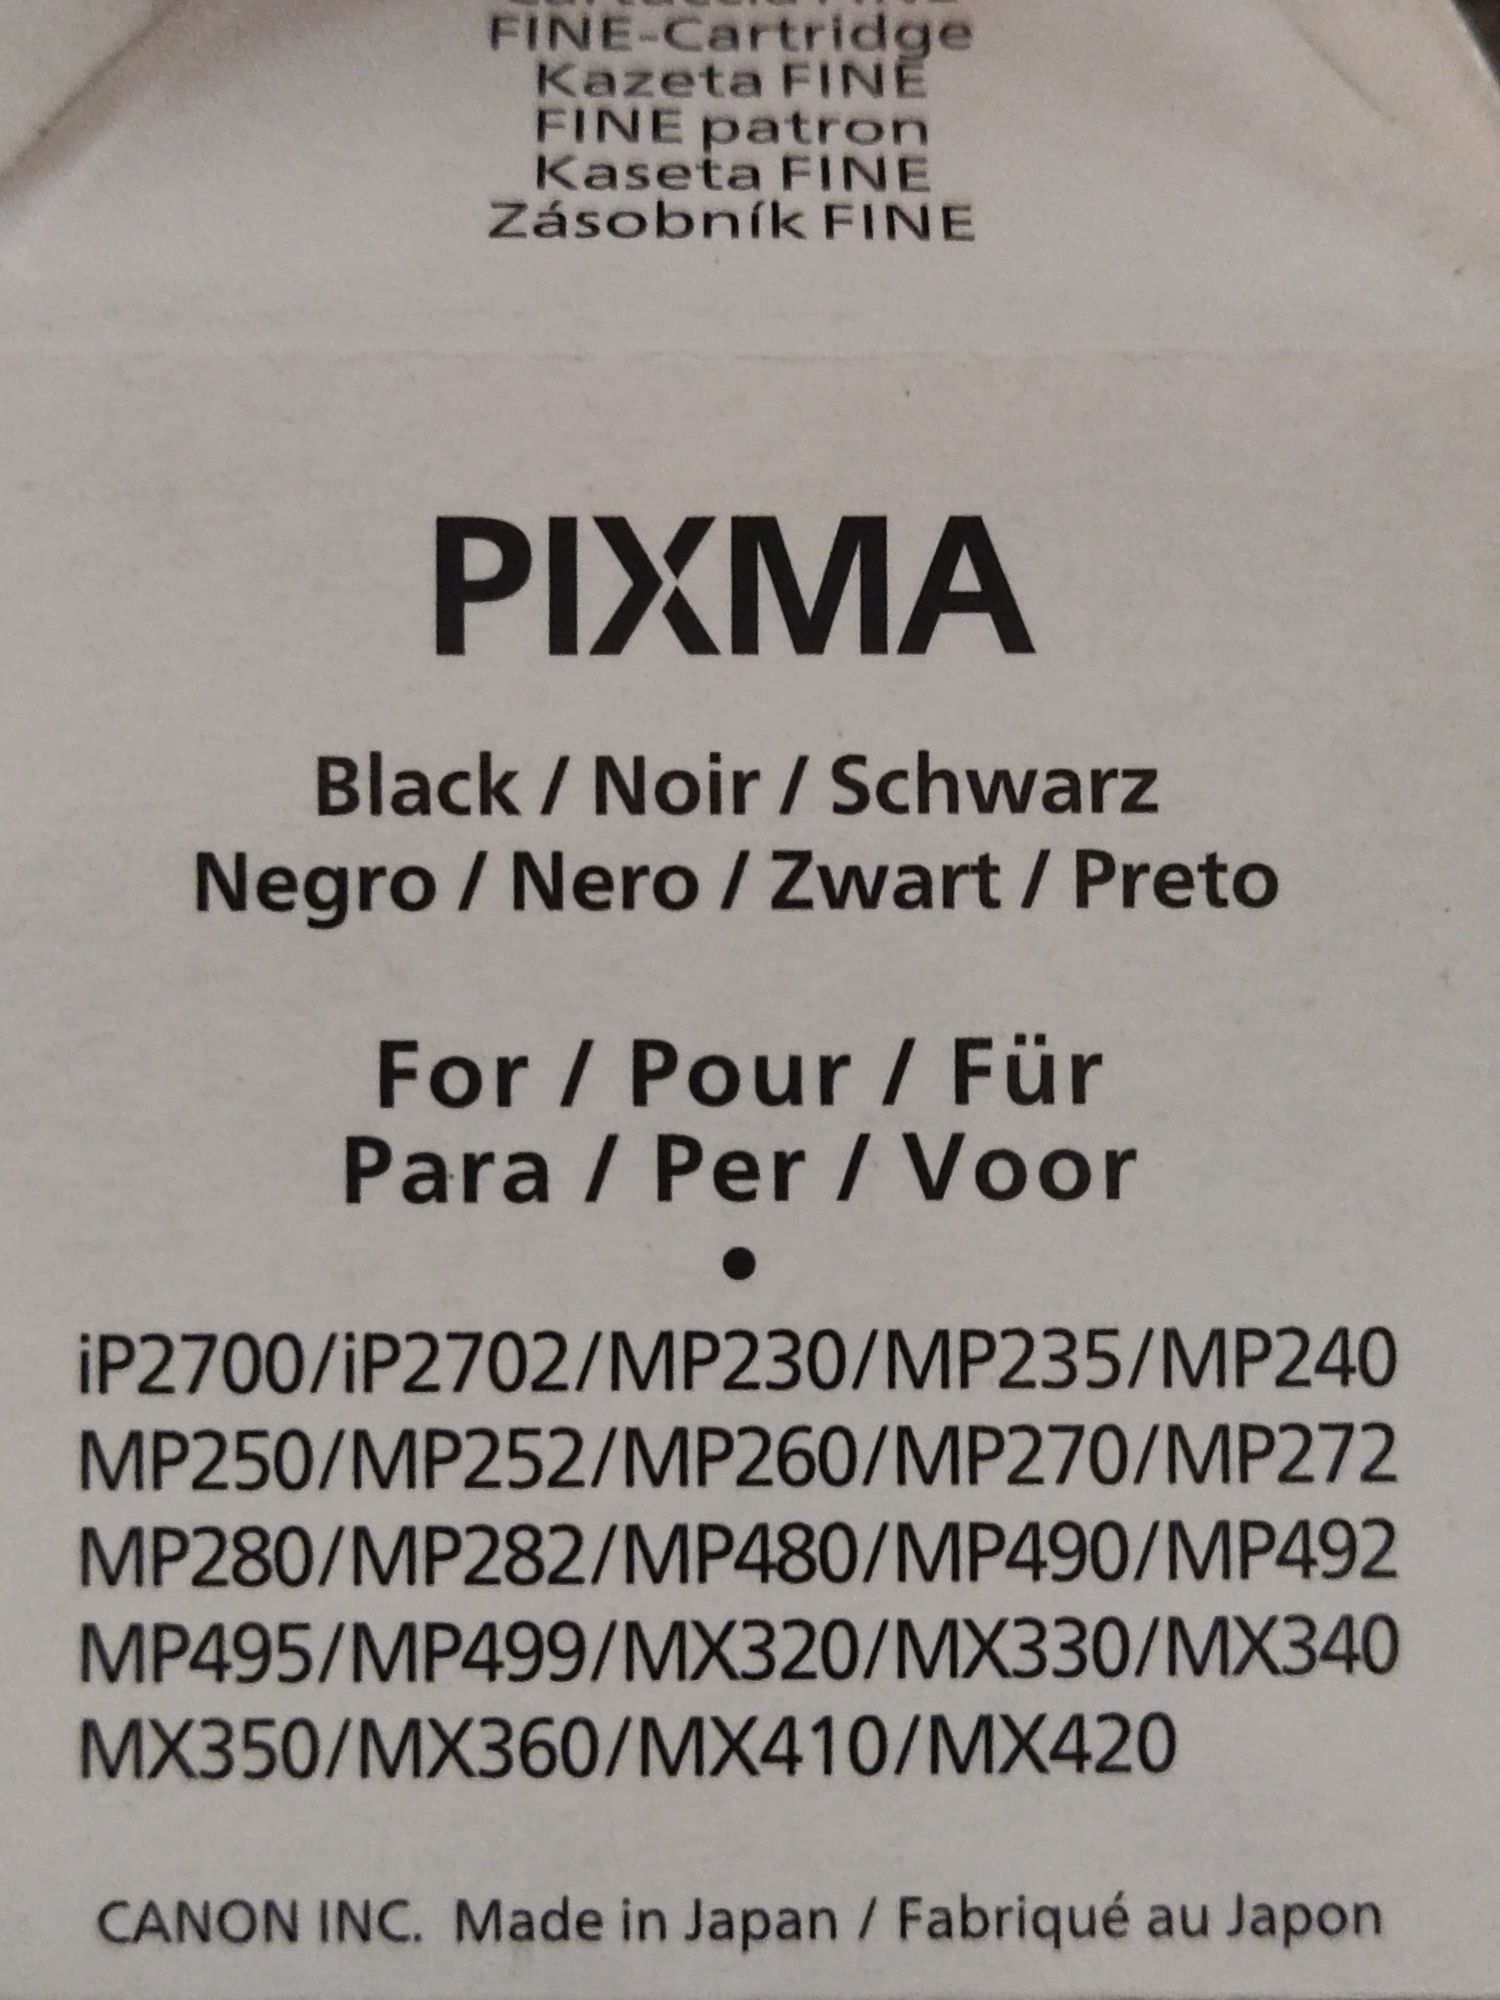 FINE-Cartridge
Kazeta FINE
FINE patron
Kaseta FINE
Zásobník FINE
PIXMA
Black / Noir / Schwarz
Negro / Nero / Zwart / Preto
For / Pour / Für
Para / Per / Voor
•
iP2700/iP2702/MP230/MP235/MP240
MP250/MP252/MP260/MP270/MP272
MP280/MP282/MP480/MP490/MP492
MP495/MP499/MX320/MX330/MX340
MX350/MX360/MX410/MX420
CANON INC. Made in Japan / Fabriqué au Japon